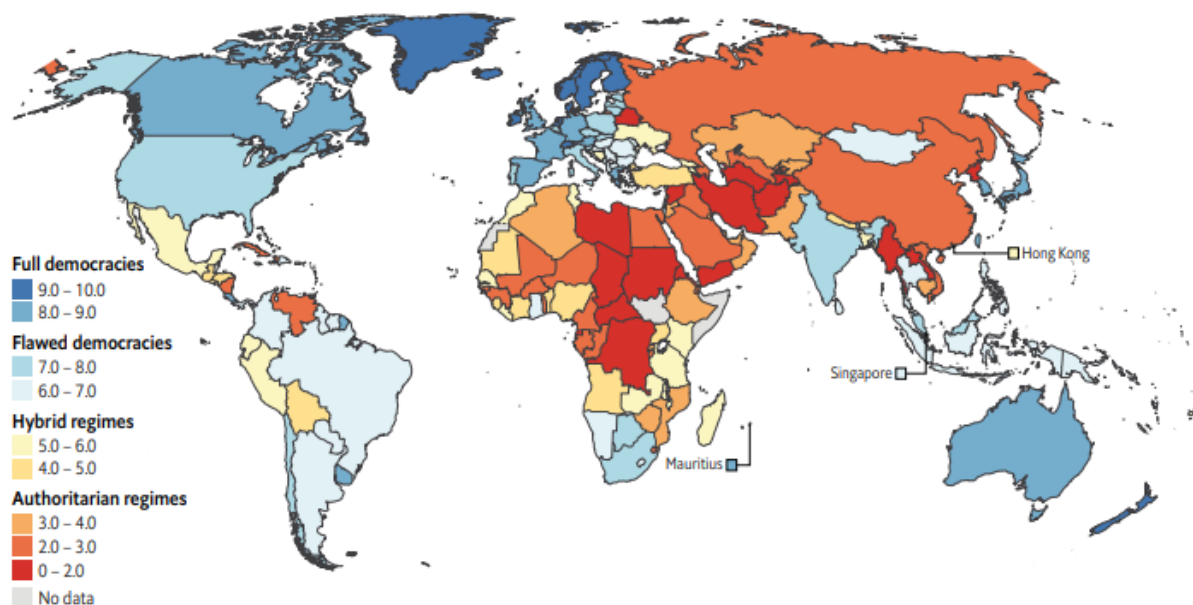 Full democracies
9.0 – 10.0
8.0 – 9.0
Flawed democracies
7.0 – 8.0
6.0 – 7.0
Hybrid regimes
5.0 – 6.0
4.0 – 5.0
Authoritarian regimes
3.0 – 4.0
2.0 – 3.0
0 – 2.0
No data
Hong Kong
Singapore
Mauritius